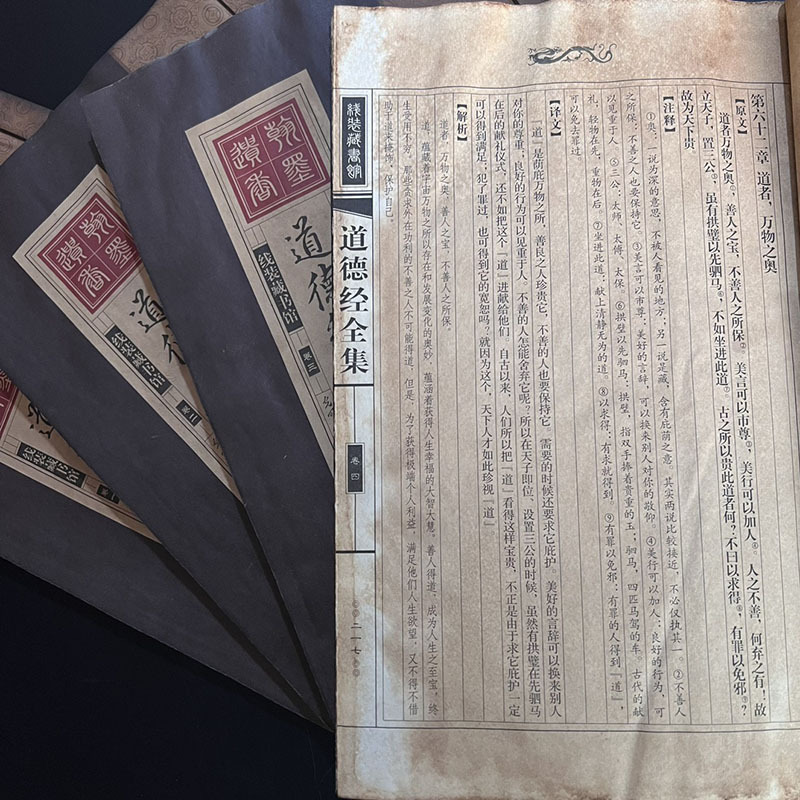 第六十二章 道者，万物之奥
【原文】
道者万物之奥①，善人之宝，不善人之所保②。美言可以市尊③，美行可以加人④。人之不善，何弃之有！故
立天子，置三公⑤，虽有拱璧以先驷马⑥，不如坐进此道⑦。古之所以贵此道者何？不曰以求得⑧，有罪以免邪⑨？
故为天下贵。
【注释】
①奥：一说为深的意思，不被人看见的地方；另一说是藏，含有庇荫之意。其实两说比较接近，不必仅执其一。②不善人
之所保：不善之人也要保持它。③美言可以市尊：美好的言辞，可以换来别人对你的敬仰。④美行可以加人：良好的行为，可
以见重于人。⑤三公：太师、太傅、太保。⑥拱璧以先驷马：拱璧，指双手捧着贵重的玉；驷马，四匹马驾的车。古代的献
礼，轻物在先，重物在后。⑦坐进此道：献上清静无为的道。⑧以求得：有求就得到。⑨有罪以免邪：有罪的人得到“道”，
可以免去罪过。
【译文】
“道”是荫庇万物之所，善良之人珍贵它，不善的人也要保持它。需要的时候还要求它庇护。美好的言辞可以换来别人
对你的尊重；良好的行为可以见重于人。不善的人怎能舍弃它呢？所以在天子即位、设置三公的时候，虽然有拱璧在先驷马
在后的献礼仪式，还不如把这个“道”进献给他们。自古以来，人们所以把“道”看得这样宝贵，不正是由于求它庇护一定
可以得到满足；犯了罪过，也可得到它的宽恕吗？就因为这个，天下人才如此珍视“道”。
【解析】
道者，万物之奥，善人之宝，不善人之所保。
道，蕴藏着宇宙万物之所以存在和发展变化的奥妙，蕴涵着获得人生幸福的大智大慧。善人得道，成为人生之至宝，终
生受用不穷。那些贪求外在功利的不善之人不可能得道，但是，为了获得极端个人利益，满足他们人生欲望，又不得不借
助于道来掩饰、保护自己。
线装藏書館
道德经全集
卷四
二一七
翰墨遗香
道德
线装藏书馆
卷三
翰墨遗香
道
线装藏书馆
卷二
线装藏书馆